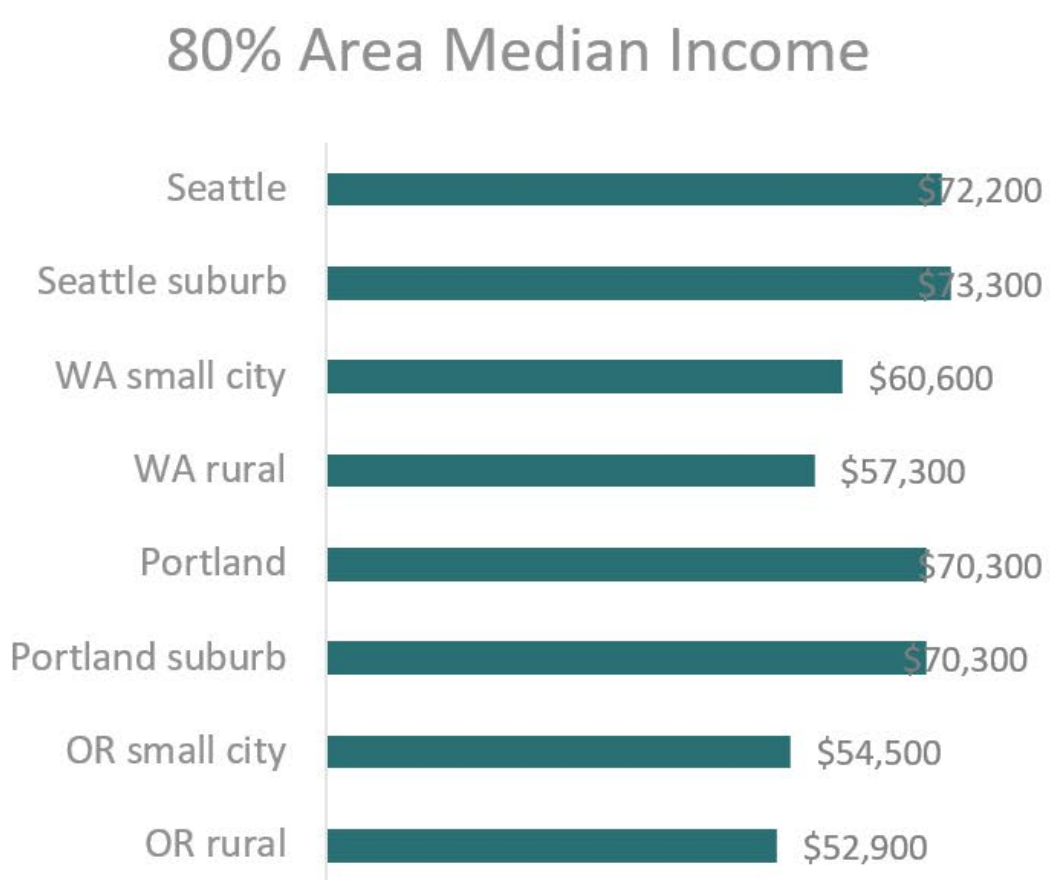 80% Area Median Income
Seattle $72,200
Seattle suburb $73,300
WA small city $60,600
WA rural $57,300
Portland $70,300
Portland suburb $70,300
OR small city $54,500
OR rural $52,900